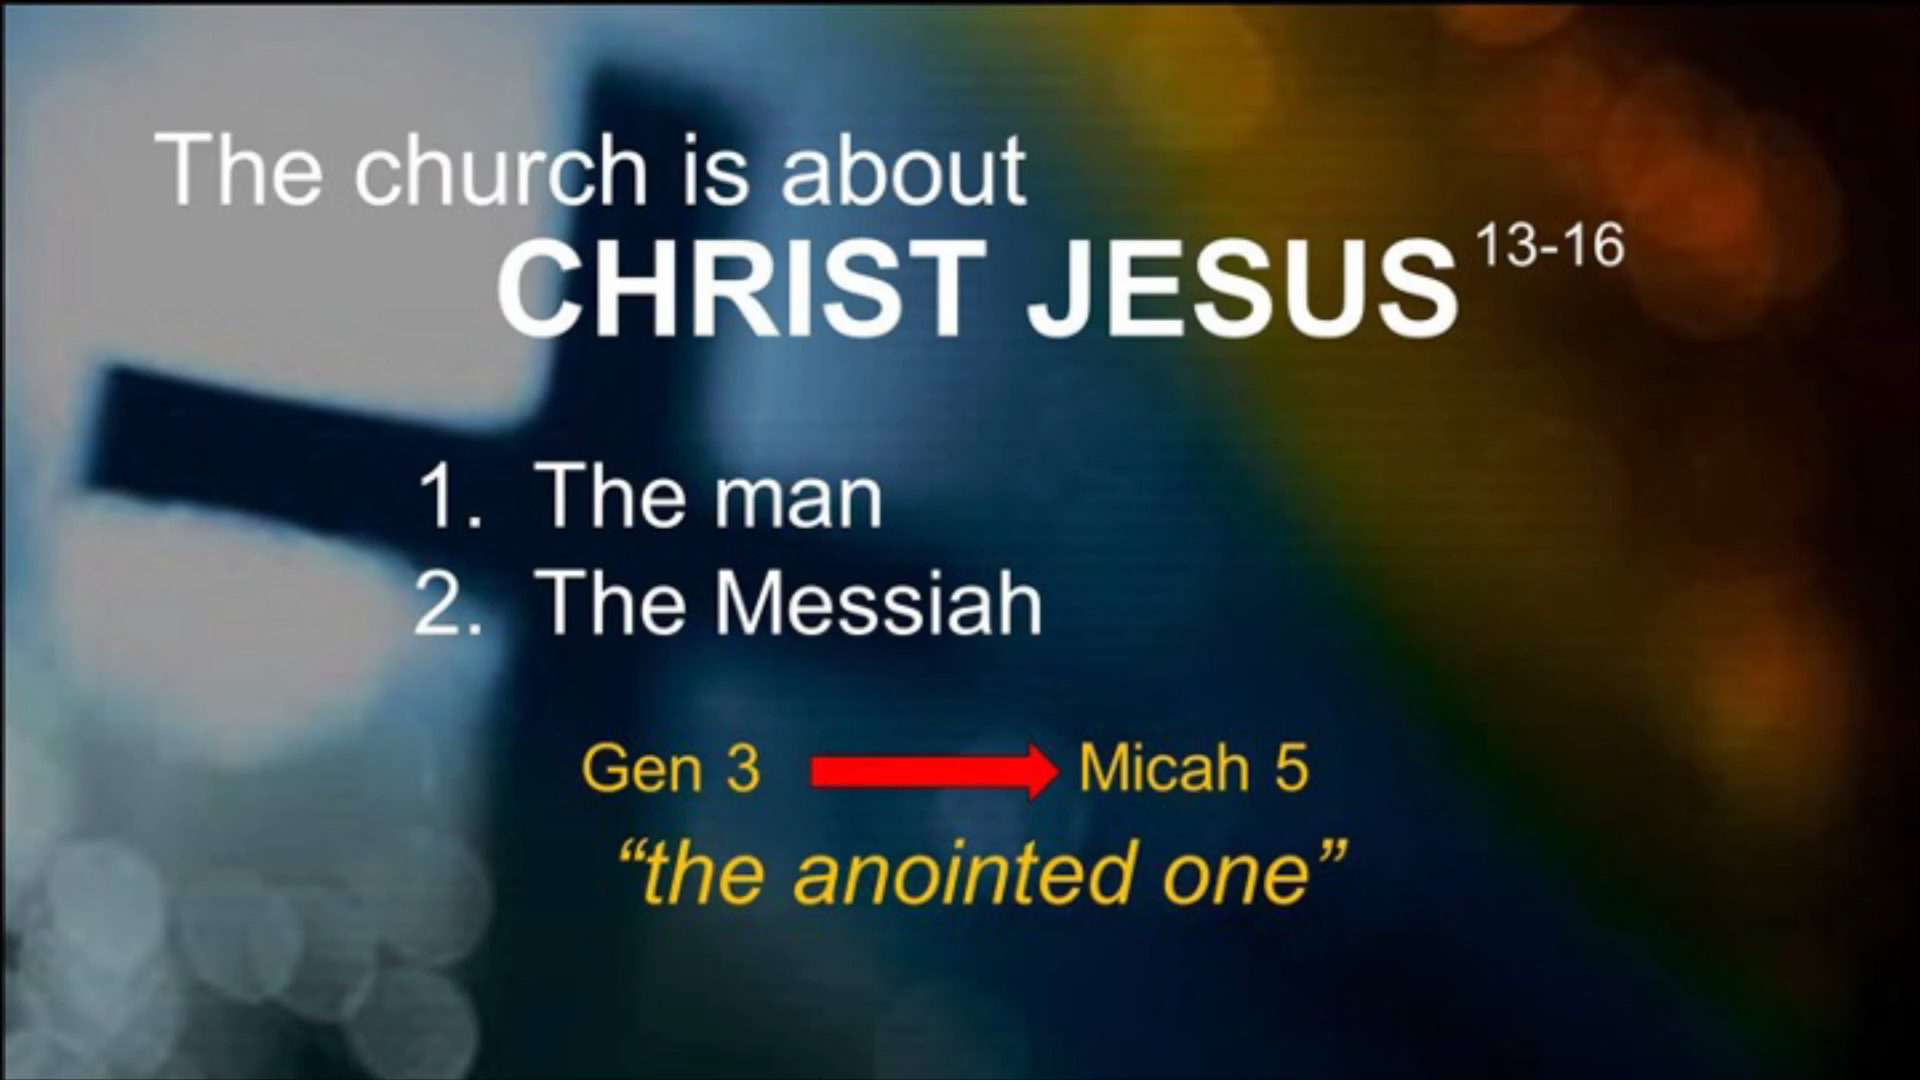 The church is about
CHRIST JESUS 13-16
1. The man
2. The Messiah
Gen 3 Micah 5
“the anointed one”